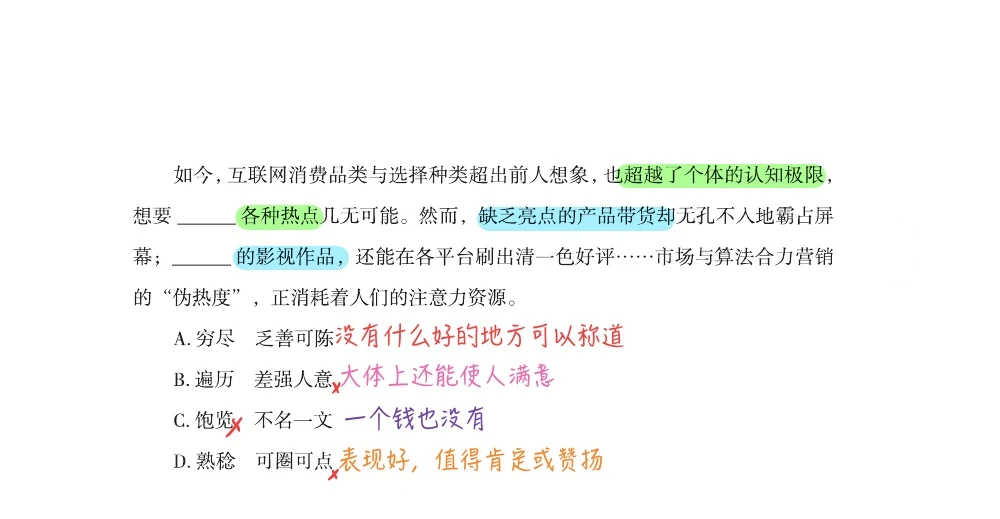 如今，互联网消费品类与选择种类超出前人想象，也超越了个体的认知极限，
想要______各种热点几无可能。然而，缺乏亮点的产品带货却无孔不入地霸占屏
幕；______的影视作品，还能在各平台刷出清一色好评……市场与算法合力营销
的“伪热度”，正消耗着人们的注意力资源。
A. 穷尽 乏善可陈 没有什么好的地方可以称道
B. 遍历 差强人意 大体上还能使人满意
C. 饱览 不名一文 一个钱也没有
D. 熟稔 可圈可点 表现好，值得肯定或赞扬